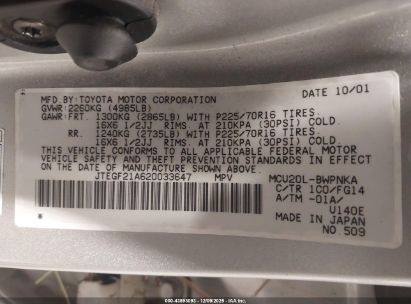 MFD.BY:TOYOTA MOTOR CORPORATION DATE 10/01
GVWR:2260KG (4985LB)
GAWR:FRT. 1300KG (2865LB) WITH P225/70R16 TIRES.
16X6 1/2JJ RIMS. AT 210KPA (30PSI) COLD.
RR. 1240KG (2735LB) WITH P225/70R16 TIRES.
16X6 1/2JJ RIMS. AT 210KPA (30PSI) COLD.
THIS VEHICLE CONFORMS TO ALL APPLICABLE FEDERAL MOTOR
VEHICLE SAFETY AND THEFT PREVENTION STANDARDS IN EFFECT
ON THE DATE OF MANUFACTURE SHOWN ABOVE.
JTEGF21A620033647 MPV MCU20L-BWPNKA
C/TR 1C0/FG14
A/TM -01A/
U140E
MADE IN JAPAN
NO.509